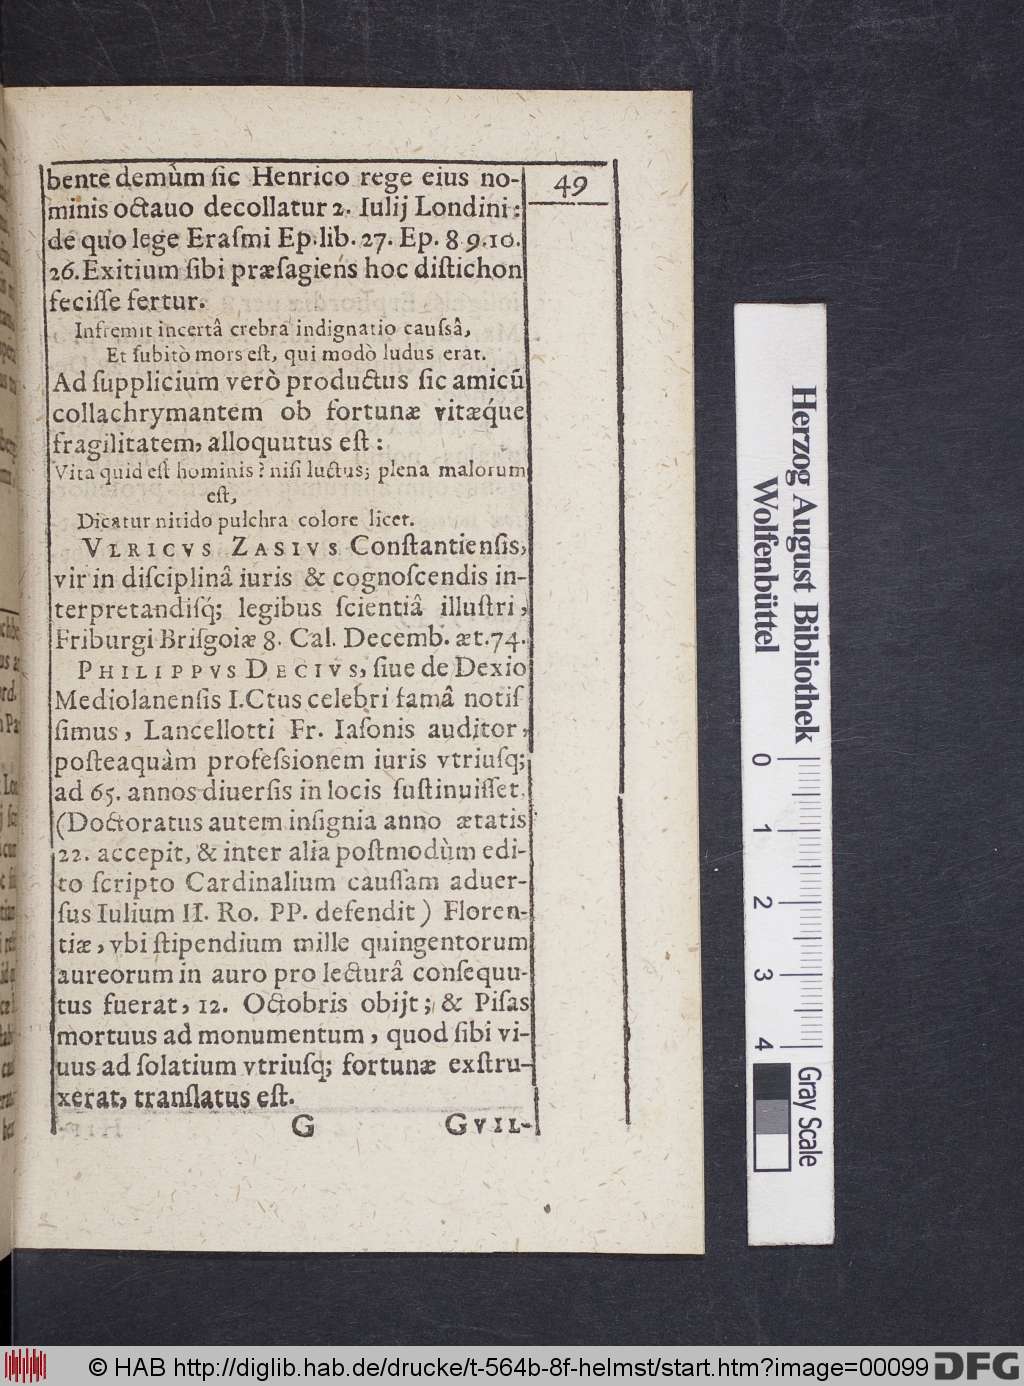 bente demùm ſic Henrico rege eius no-
minis octauo decollatur 2. Iulij Londini:
de quo lege Eraſmi Ep.lib. 27. Ep. 8 9.10.
26. Exitium ſibi præſagiens hoc diſtichon
feciſſe fertur.
Infremit incertâ crebra indignatio cauſsâ,
Et ſubitò mors eſt, qui modò ludus erat.
Ad ſupplicium verò productus ſic amicũ
collachrymantem ob fortunæ vitæq́ue
fragilitatem, alloquutus eſt:
Vita quid eſt hominis? niſi luctus; plena malorum
eſt,
Dicatur nitido pulchra colore licet.
VLRICVS ZASIVS Conſtantienſis,
vir in diſciplinâ iuris & cognoſcendis in-
terpretandiſq́; legibus ſcientiâ illuſtri,
Friburgi Briſgoiæ 8. Cal. Decemb. æt.74.
PHILIPPVS DECIVS, ſiue de Dexio
Mediolanenſis I.Ctus celebri famâ notiſ
ſimus, Lancellotti Fr. Iaſonis auditor,
poſteaquàm profeſsionem iuris vtriuſq;
ad 65. annos diuerſis in locis ſuſtinuiſſet.
(Doctoratus autem inſignia anno ætatis
22. accepit, & inter alia poſtmodùm edi-
to ſcripto Cardinalium cauſſam aduer-
ſus Iulium II. Ro. PP. defendit) Floren-
tiæ, vbi ſtipendium mille quingentorum
aureorum in auro pro lecturâ conſequu-
tus fuerat, 12. Octobris obijt; & Piſas
mortuus ad monumentum, quod ſibi vi-
uus ad ſolatium vtriuſq; fortunæ exſtru-
xerat, tranſlatus eſt.
G GVIL-
49
Herzog August Bibliothek
Wolfenbüttel
0 1 2 3 4
Gray Scale
© HAB http://diglib.hab.de/drucke/t-564b-8f-helmst/start.htm?image=00099
DFG